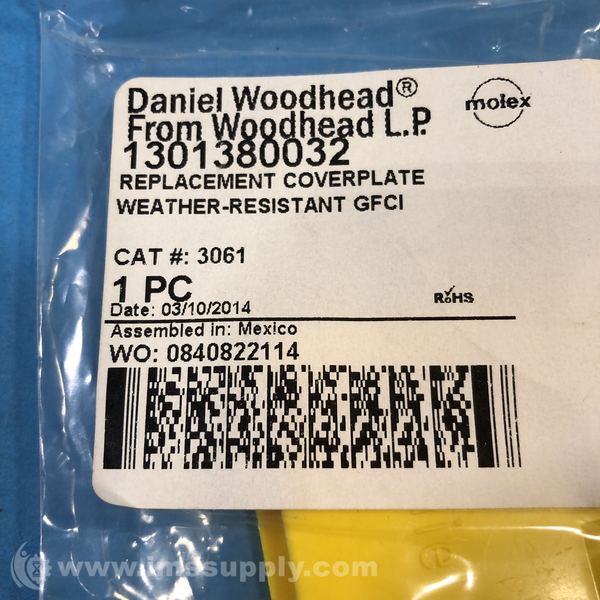 Daniel Woodhead®
molex
From Woodhead L.P.
1301380032
REPLACEMENT COVERPLATE
WEATHER-RESISTANT GFCI
CAT #: 3061
1 PC
RoHS
Date: 03/10/2014
Assembled in: Mexico
WO: 0840822114
www.imssupply.com